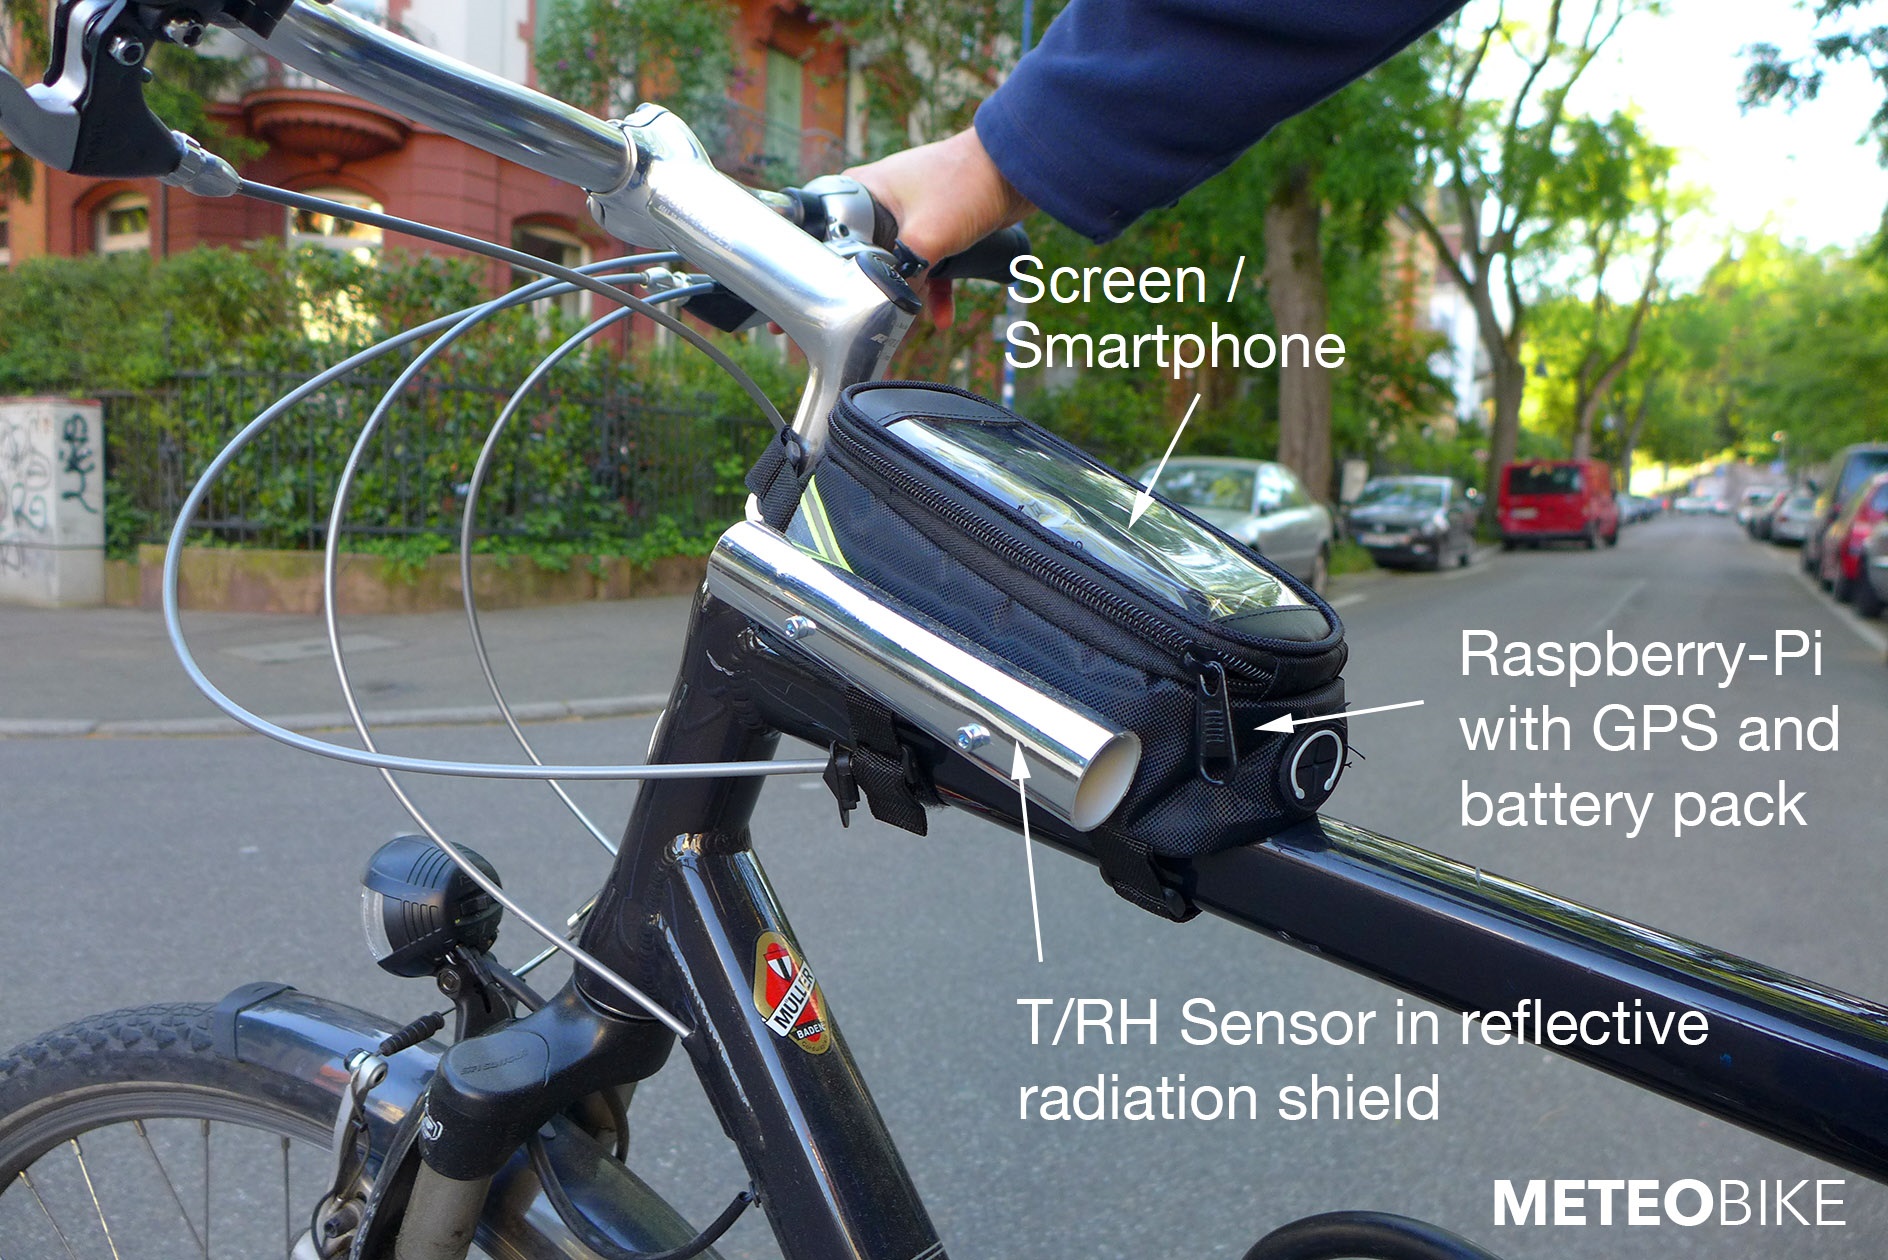 Screen /
Smartphone
Raspberry-Pi
with GPS and
battery pack
MÜLLER
BADEN
T/RH Sensor in reflective
radiation shield
METEOBIKE